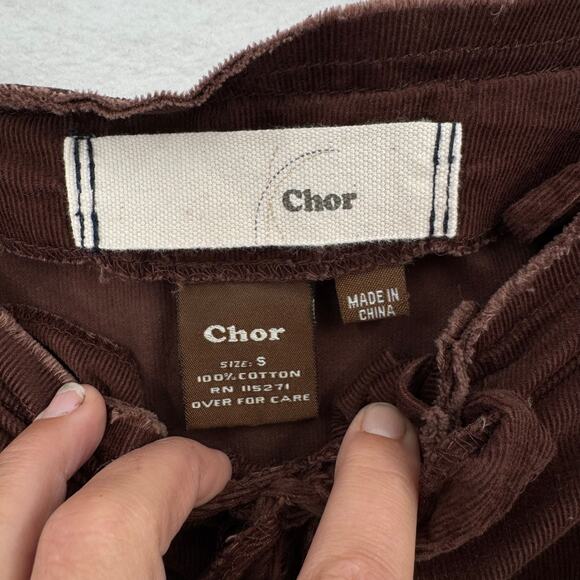 Chor
MADE IN
CHINA
Chor
SIZE: S
100% COTTON
RN 115271
OVER FOR CARE